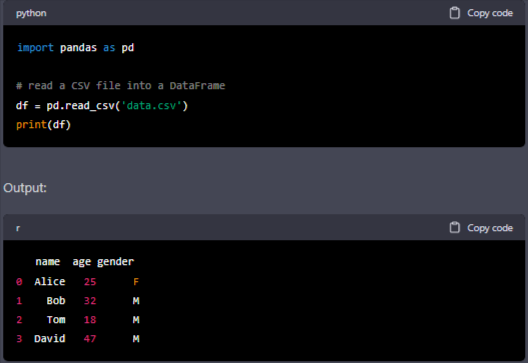 python Copy code
import pandas as pd
# read a CSV file into a DataFrame
df = pd.read_csv('data.csv')
print(df)
Output:
r Copy code
name age gender
0 Alice 25 F
1 Bob 32 M
2 Tom 18 M
3 David 47 M